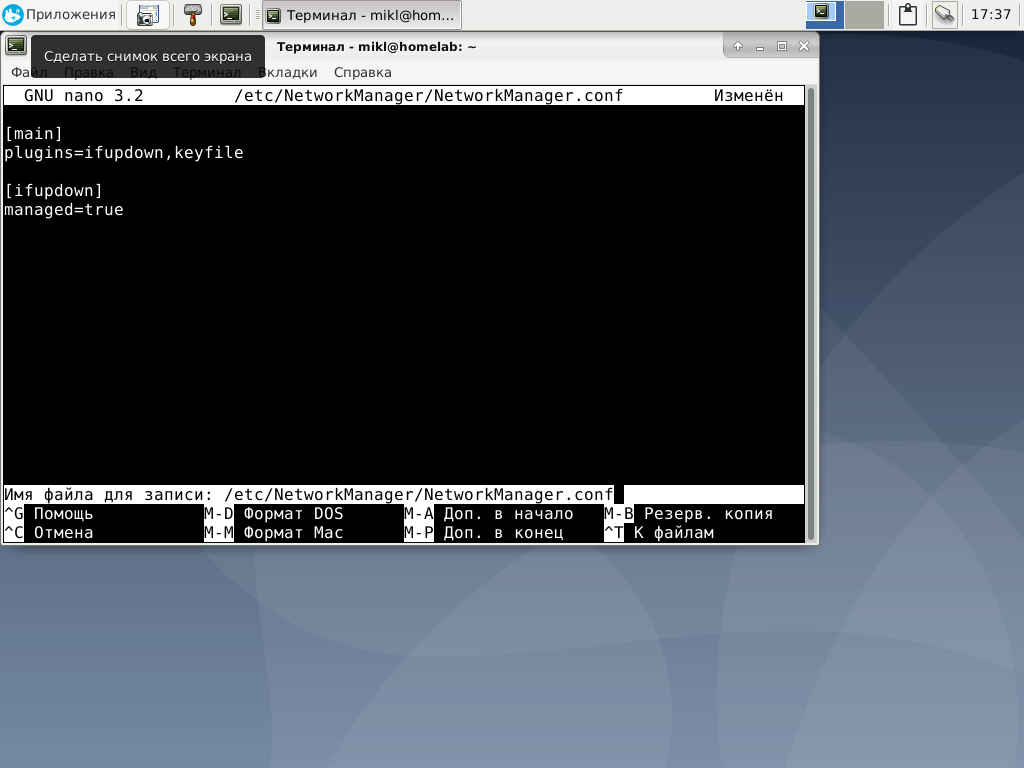 Приложения
Терминал - mikl@hom...
17:37
Сделать снимок всего экрана
Терминал - mikl@homelab: ~
Файл Правка Вид Терминал Вкладки Справка
GNU nano 3.2 /etc/NetworkManager/NetworkManager.conf Изменён
[main]
plugins=ifupdown,keyfile
[ifupdown]
managed=true
Имя файла для записи: /etc/NetworkManager/NetworkManager.conf
^G Помощь M-D Формат DOS M-A Доп. в начало M-B Резерв. копия
^C Отмена M-M Формат Mac M-P Доп. в конец ^T К файлам